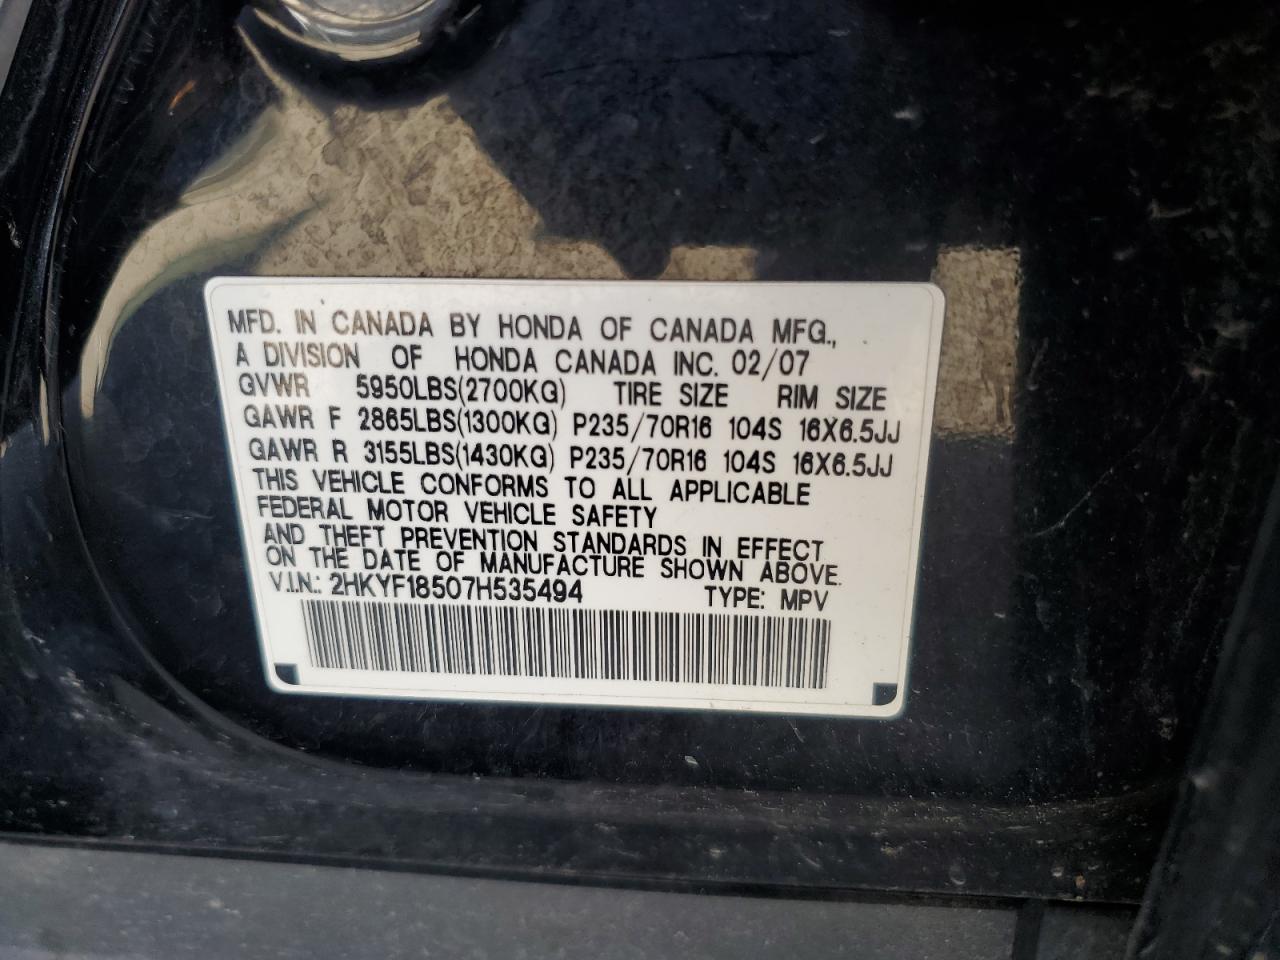 MFD. IN CANADA BY HONDA OF CANADA MFG.,
A DIVISION OF HONDA CANADA INC. 02/07
GVWR 5950LBS(2700KG) TIRE SIZE RIM SIZE
GAWR F 2865LBS(1300KG) P235/70R16 104S 16X6.5JJ
GAWR R 3155LBS(1430KG) P235/70R16 104S 16X6.5JJ
THIS VEHICLE CONFORMS TO ALL APPLICABLE
FEDERAL MOTOR VEHICLE SAFETY
AND THEFT PREVENTION STANDARDS IN EFFECT
ON THE DATE OF MANUFACTURE SHOWN ABOVE.
V.I.N.: 2HKYF18507H535494 TYPE: MPV